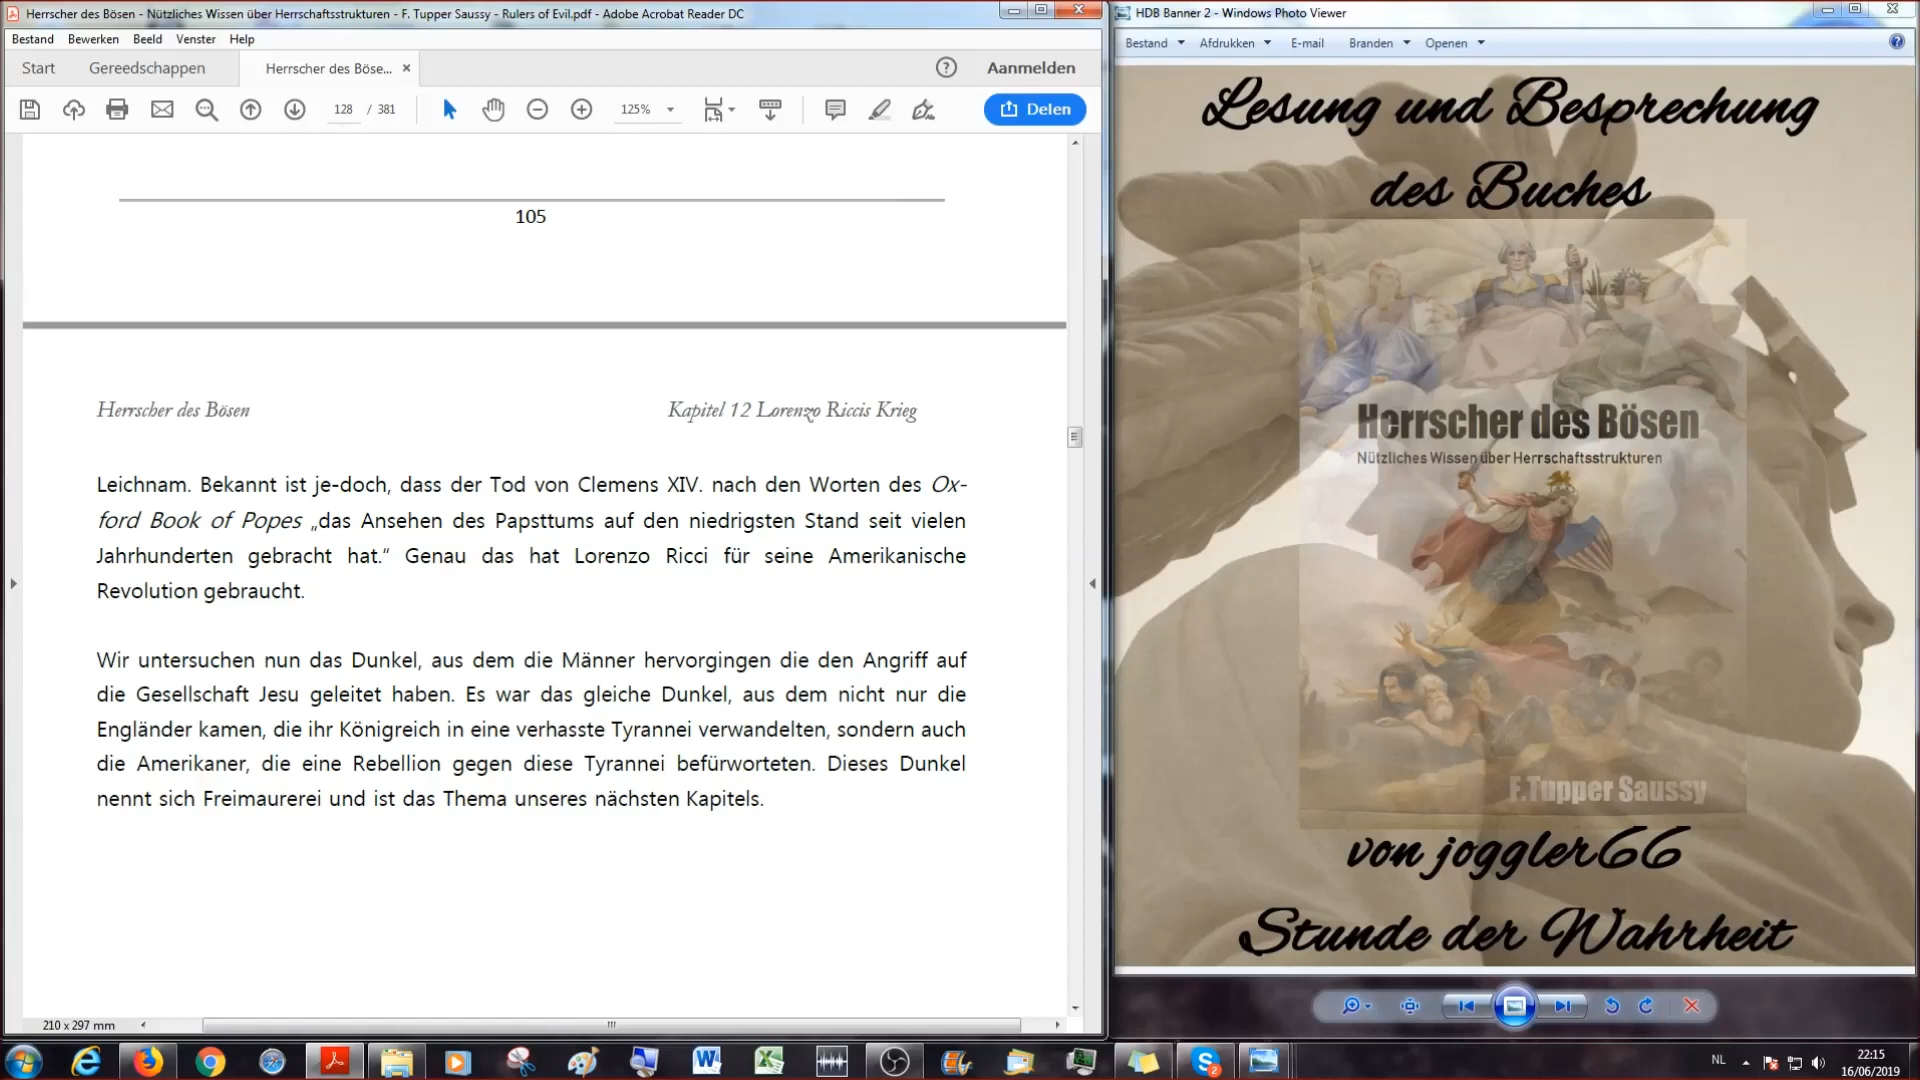 Herrscher des Bösen - Nützliches Wissen über Herrschaftsstrukturen - F. Tupper Saussy - Rulers of Evil.pdf - Adobe Acrobat Reader DC
Bestand Bewerken Beeld Venster Help
Start Gereedschappen Herrscher des Böse... × Aanmelden
128 / 381 125% Delen
105
Herrscher des Bösen Kapitel 12 Lorenzo Riccis Krieg
Leichnam. Bekannt ist je-doch, dass der Tod von Clemens XIV. nach den Worten des Ox-
ford Book of Popes „das Ansehen des Papsttums auf den niedrigsten Stand seit vielen
Jahrhunderten gebracht hat.“ Genau das hat Lorenzo Ricci für seine Amerikanische
Revolution gebraucht.
Wir untersuchen nun das Dunkel, aus dem die Männer hervorgingen die den Angriff auf
die Gesellschaft Jesu geleitet haben. Es war das gleiche Dunkel, aus dem nicht nur die
Engländer kamen, die ihr Königreich in eine verhasste Tyrannei verwandelten, sondern auch
die Amerikaner, die eine Rebellion gegen diese Tyrannei befürworteten. Dieses Dunkel
nennt sich Freimaurerei und ist das Thema unseres nächsten Kapitels.
210 x 297 mm
HDB Banner 2 - Windows Photo Viewer
Bestand Afdrukken E-mail Branden Openen
Lesung und Besprechung
des Buches
Herrscher des Bösen
Nützliches Wissen über Herrschaftsstrukturen
F.Tupper Saussy
von joggler66
Stunde der Wahrheit
NL 22:15
16/06/2019